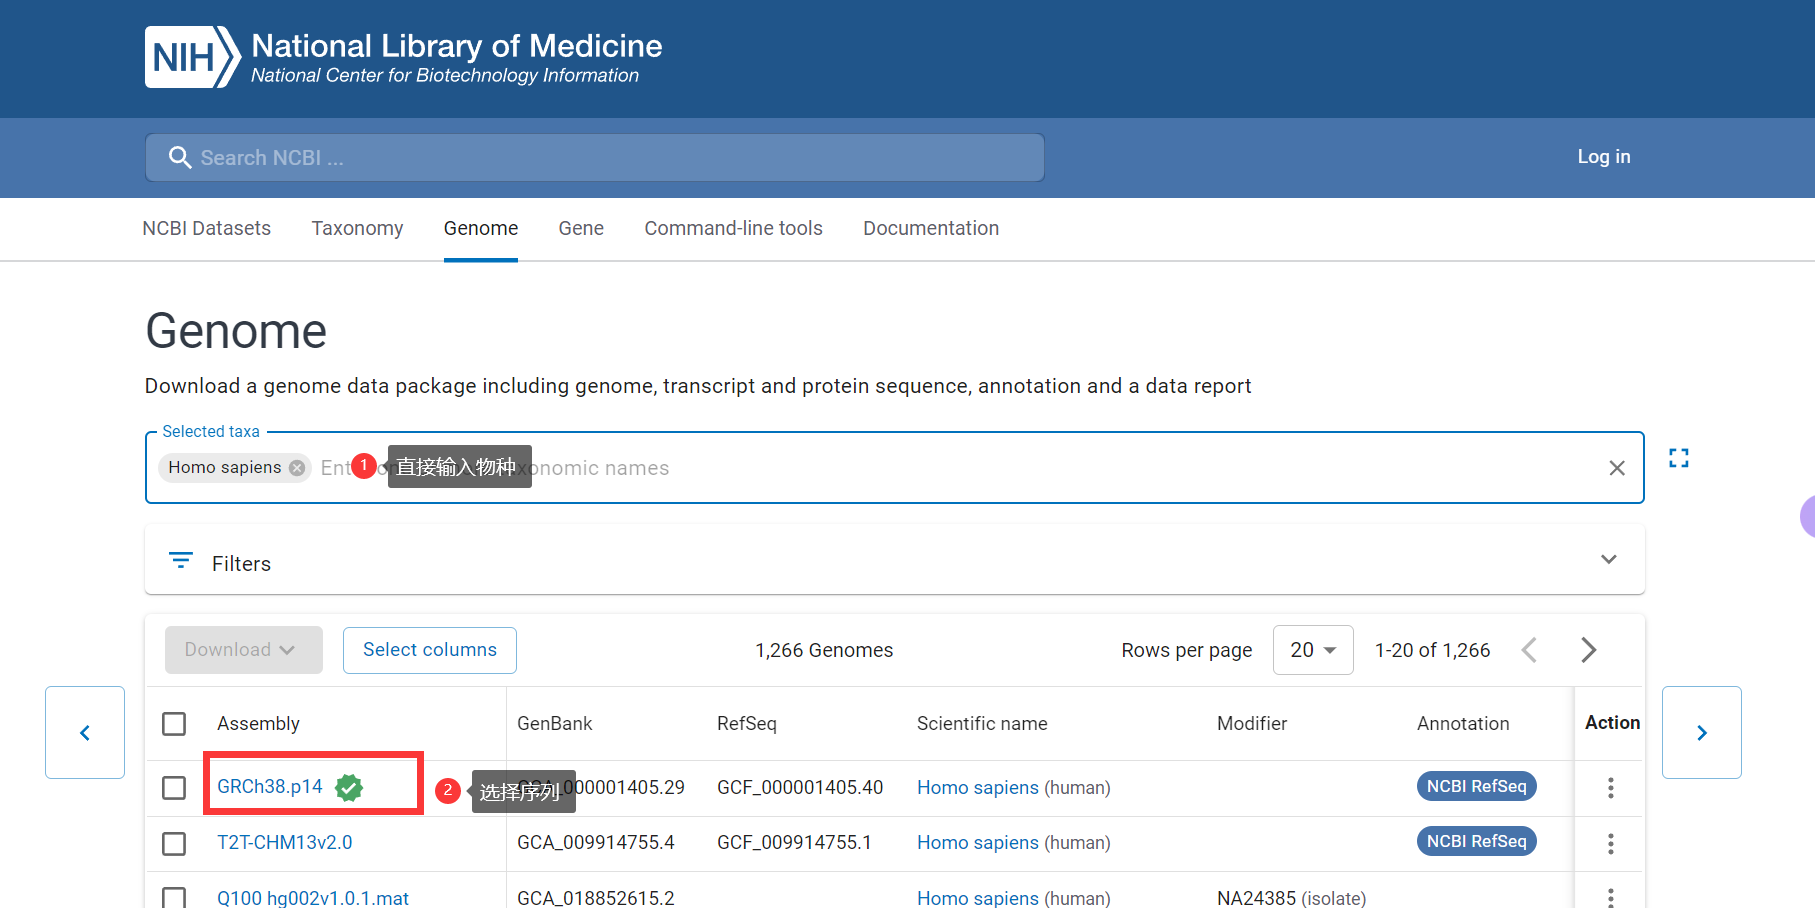 NIH National Library of Medicine
National Center for Biotechnology Information
Search NCBI ...
Log in
NCBI Datasets Taxonomy Genome Gene Command-line tools Documentation
Genome
Download a genome data package including genome, transcript and protein sequence, annotation and a data report
Selected taxa
Homo sapiens 1 直接输入物种 names
Filters
Download Select columns 1,266 Genomes Rows per page 20 1-20 of 1,266
Assembly GenBank RefSeq Scientific name Modifier Annotation Action
GRCh38.p14 2 选择序列 000001405.29 GCF_000001405.40 Homo sapiens (human) NCBI RefSeq
T2T-CHM13v2.0 GCA_009914755.4 GCF_009914755.1 Homo sapiens (human) NCBI RefSeq
Q100 hg002v1.0.1.mat GCA_018852615.2 Homo sapiens (human) NA24385 (isolate)